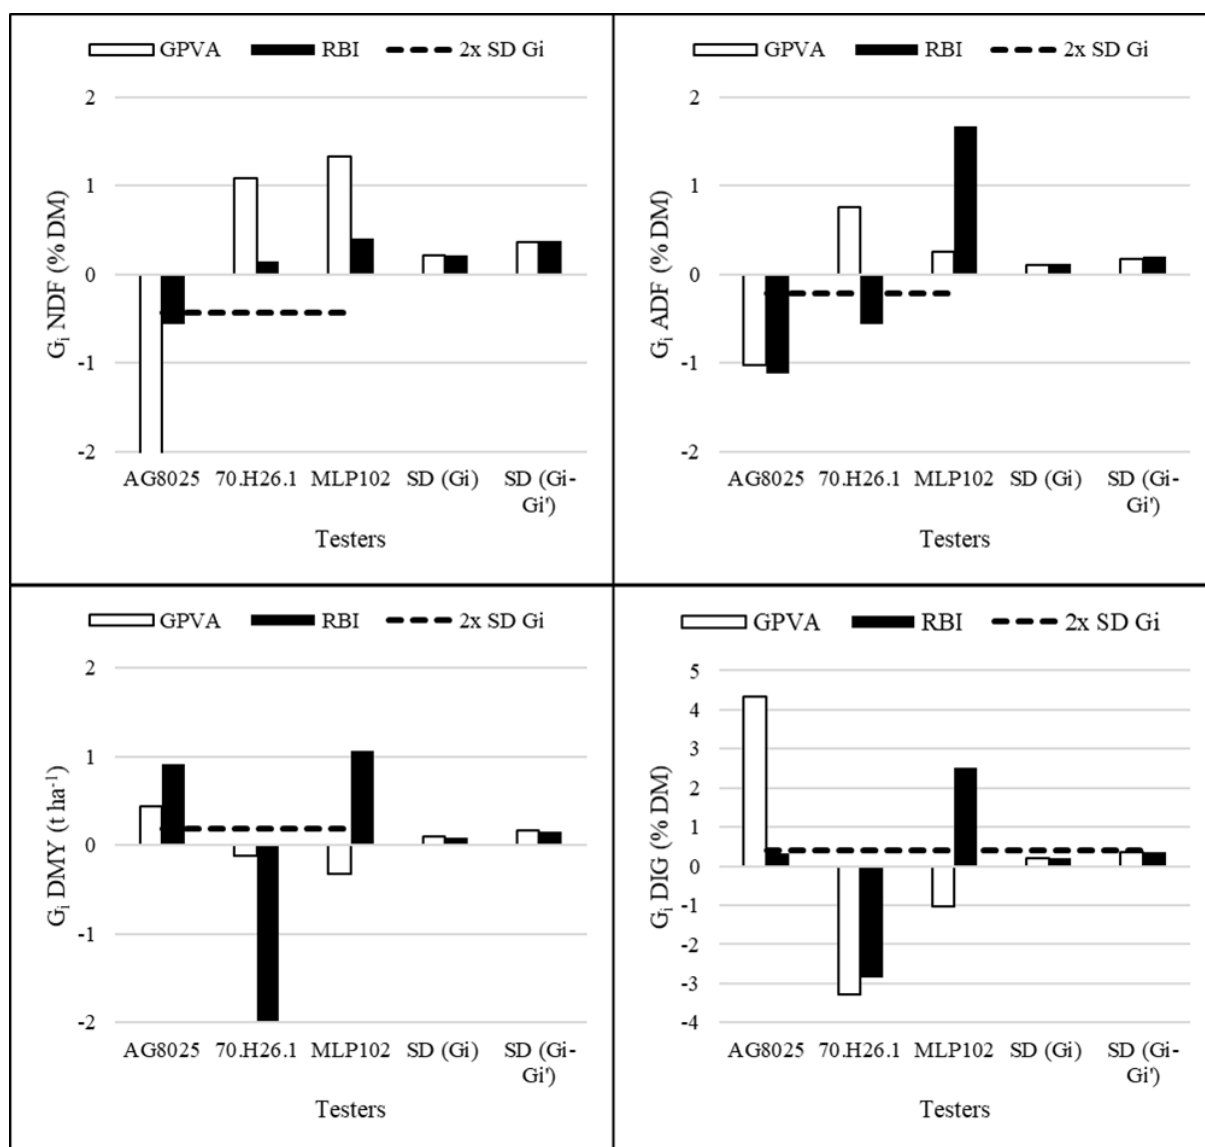 GPVA RBI 2x SD Gi
2
1
0
-1
-2
Gi NDF (% DM)
AG8025 70.H26.1 MLP102 SD (Gi) SD (Gi-
Gi')
Testers
GPVA RBI 2x SD Gi
2
1
0
-1
-2
Gi ADF (% DM)
AG8025 70.H26.1 MLP102 SD (Gi) SD (Gi-
Gi')
Testers
GPVA RBI 2x SD Gi
2
1
0
-1
-2
Gi DMY (t ha-1)
AG8025 70.H26.1 MLP102 SD (Gi) SD (Gi-
Gi')
Testers
GPVA RBI 2x SD Gi
5
4
3
2
1
0
-1
-2
-3
-4
Gi DIG (% DM)
AG8025 70.H26.1 MLP102 SD (Gi) SD (Gi-
Gi')
Testers